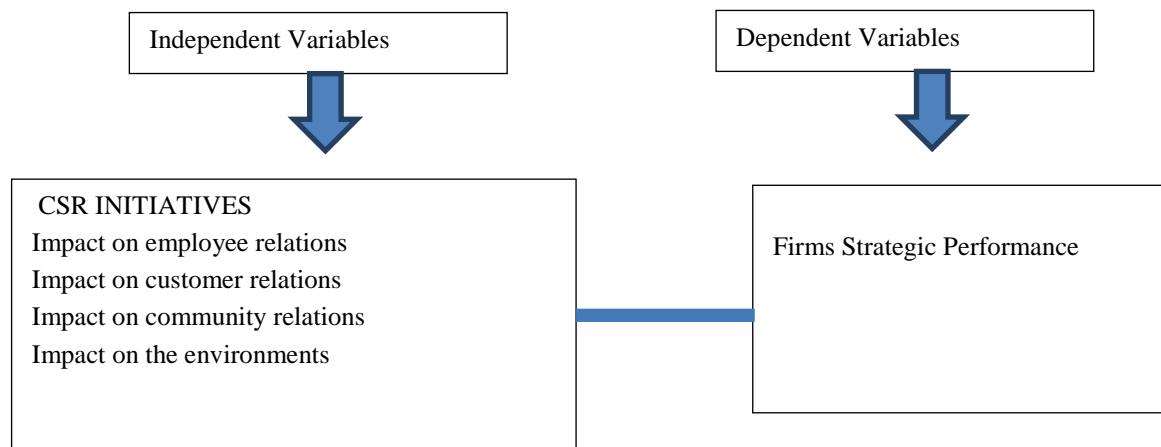 Independent Variables
Dependent Variables
CSR INITIATIVES
Impact on employee relations
Impact on customer relations
Impact on community relations
Impact on the environments
Firms Strategic Performance